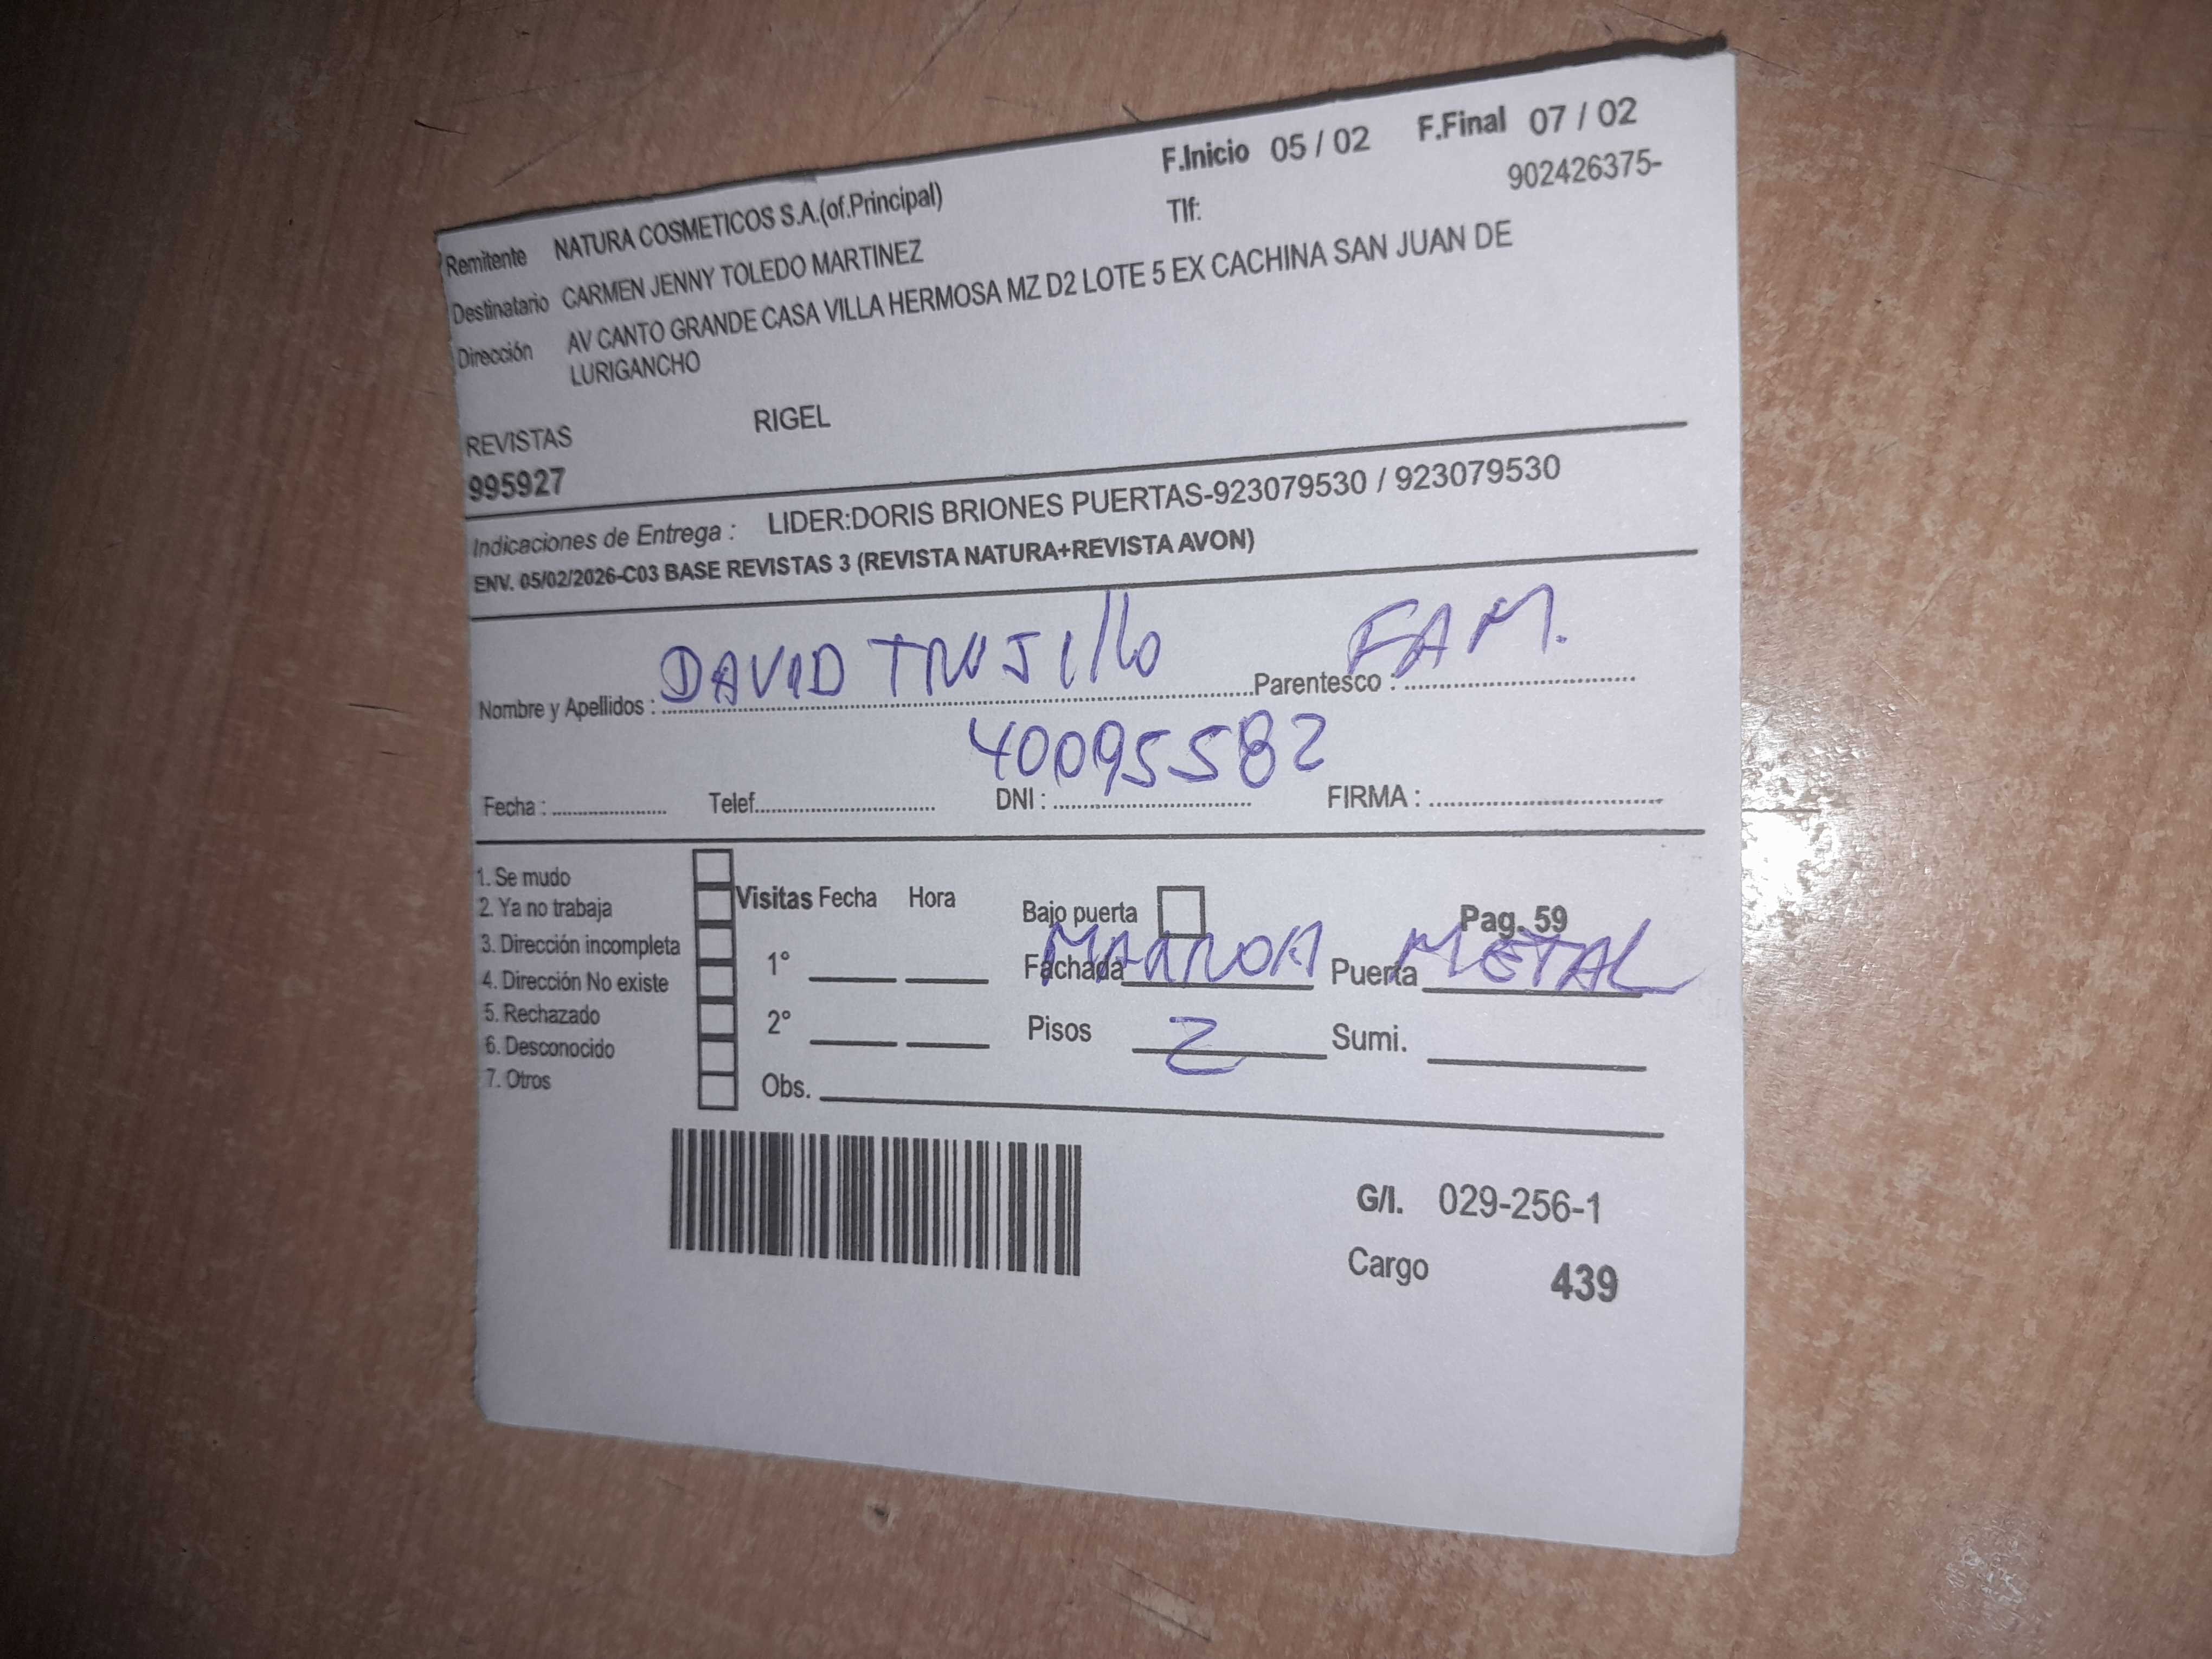 F.Inicio 05 / 02 F.Final 07 / 02
Remitente NATURA COSMETICOS S.A.(of.Principal) Tlf: 902426375-
Destinatario CARMEN JENNY TOLEDO MARTINEZ
Dirección AV CANTO GRANDE CASA VILLA HERMOSA MZ D2 LOTE 5 EX CACHINA SAN JUAN DE
LURIGANCHO
REVISTAS RIGEL
995927
Indicaciones de Entrega : LIDER:DORIS BRIONES PUERTAS-923079530 / 923079530
ENV. 05/02/2026-C03 BASE REVISTAS 3 (REVISTA NATURA+REVISTA AVON)
Nombre y Apellidos : DAVID TRUJIllo Parentesco : FAM.
40095582
Fecha : Telef. DNI : FIRMA :
1. Se mudo
2. Ya no trabaja
3. Dirección incompleta
4. Dirección No existe
5. Rechazado
6. Desconocido
7. Otros
Visitas Fecha Hora
1°
2°
Obs.
Bajo puerta Pag. 59
Fachada Puerta METAL
Pisos 2 Sumi.
G/I. 029-256-1
Cargo 439